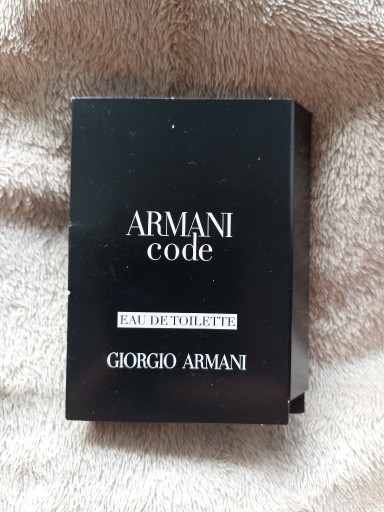 ARMANI
code
EAU DE TOILETTE
GIORGIO ARMANI